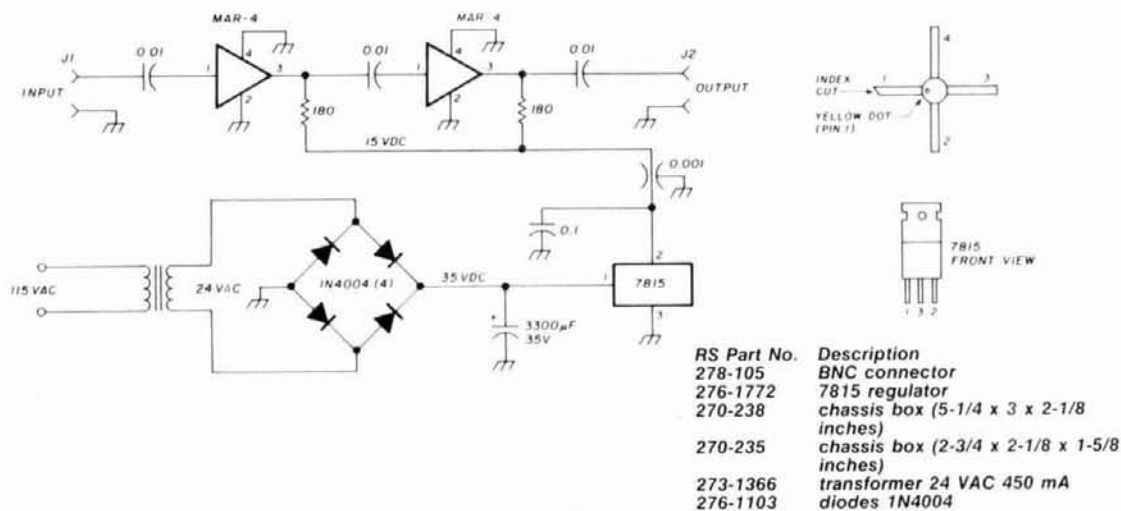 MAR-4
MAR-4
J1
0.01
4
1
3
2
0.01
4
1
3
2
0.01
J2
INPUT
OUTPUT
180
180
15 VDC
0.001
0.1
115 VAC
24 VAC
1N4004 (4)
35 VDC
+
3300µF
35V
1
2
7815
3
4
INDEX
CUT
1
3
YELLOW DOT
(PIN 1)
2
7815
FRONT VIEW
1 3 2
RS Part No. Description
278-105 BNC connector
276-1772 7815 regulator
270-238 chassis box (5-1/4 x 3 x 2-1/8
inches)
270-235 chassis box (2-3/4 x 2-1/8 x 1-5/8
inches)
273-1366 transformer 24 VAC 450 mA
276-1103 diodes 1N4004